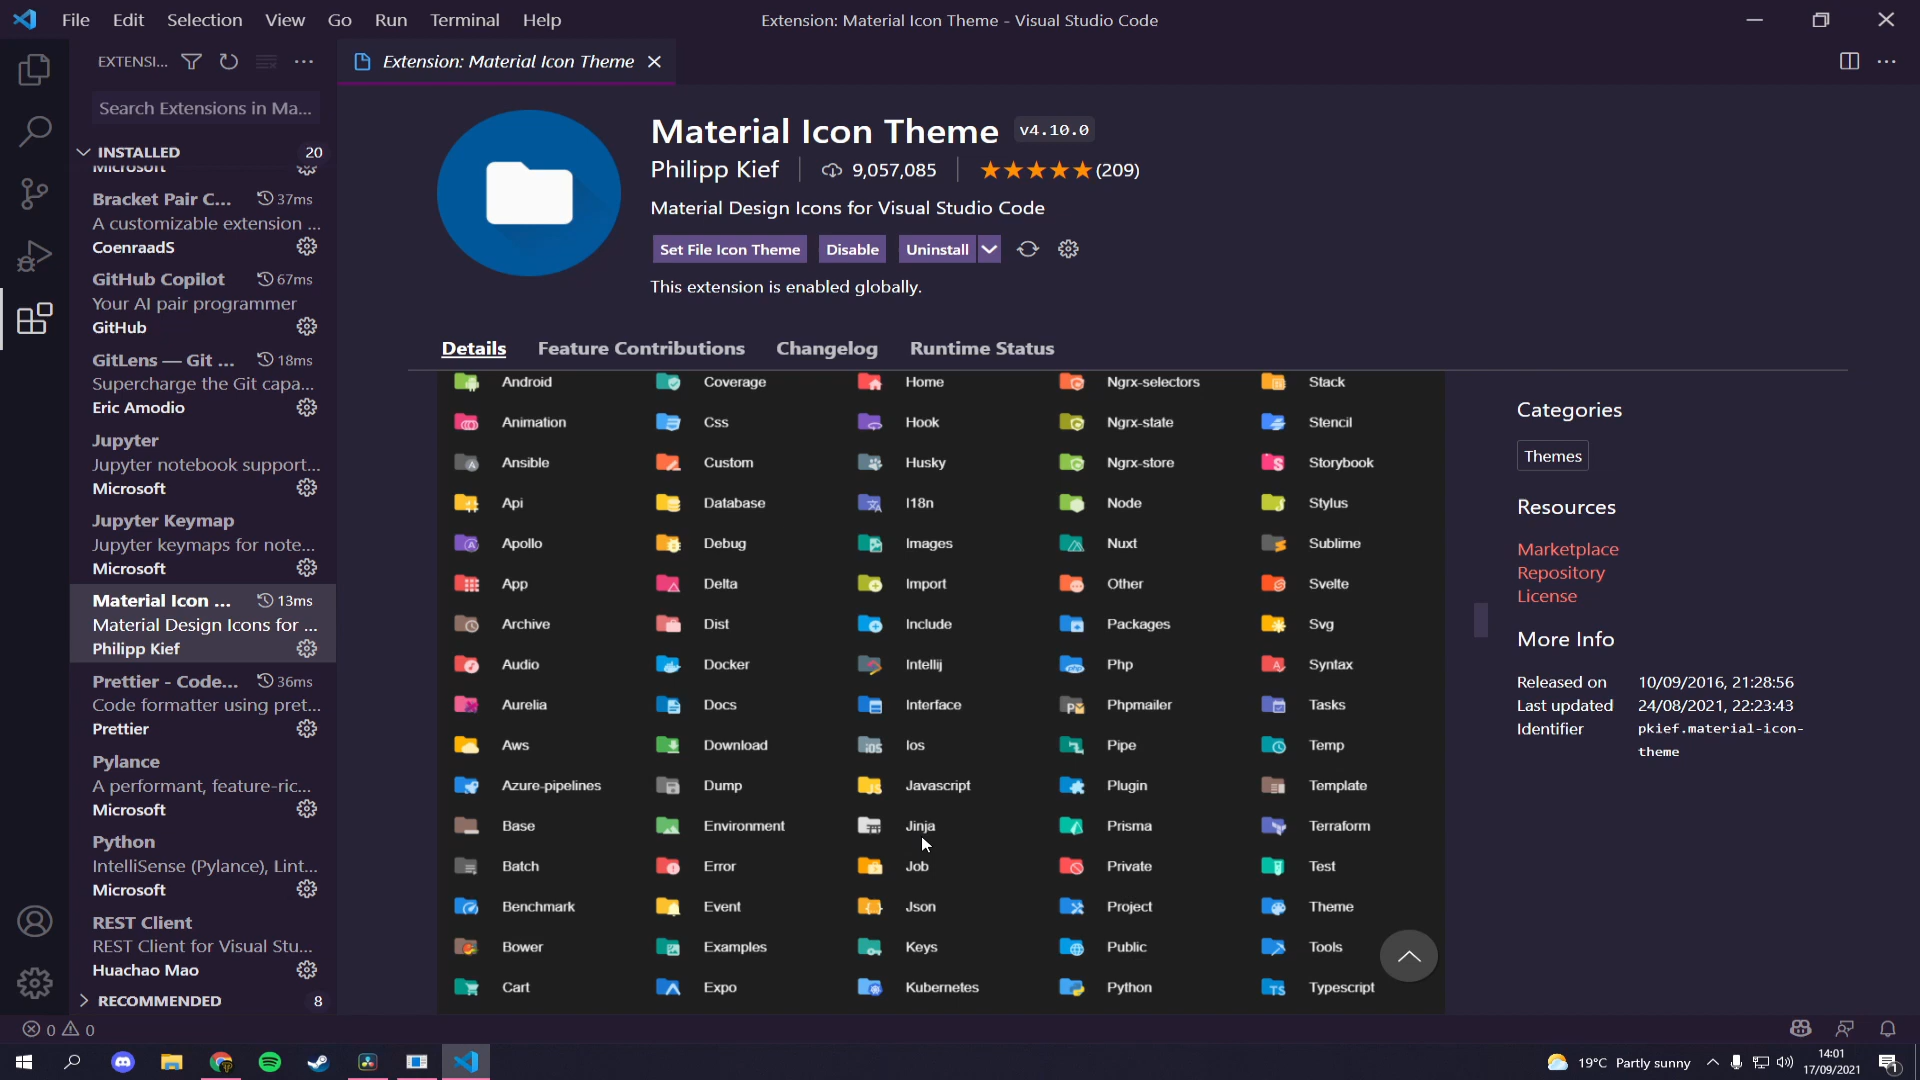 File Edit Selection View Go Run Terminal Help
Extension: Material Icon Theme - Visual Studio Code
EXTENSI...
Extension: Material Icon Theme
Search Extensions in Ma...
INSTALLED 20
Microsoft
Bracket Pair C... 37ms
A customizable extension ...
CoenraadS
GitHub Copilot 67ms
Your AI pair programmer
GitHub
GitLens — Git ... 18ms
Supercharge the Git capa...
Eric Amodio
Jupyter
Jupyter notebook support...
Microsoft
Jupyter Keymap
Jupyter keymaps for note...
Microsoft
Material Icon ... 13ms
Material Design Icons for ...
Philipp Kief
Prettier - Code... 36ms
Code formatter using pret...
Prettier
Pylance
A performant, feature-ric...
Microsoft
Python
IntelliSense (Pylance), Lint...
Microsoft
REST Client
REST Client for Visual Stu...
Huachao Mao
RECOMMENDED 8
Material Icon Theme v4.10.0
Philipp Kief 9,057,085 (209)
Material Design Icons for Visual Studio Code
Set File Icon Theme Disable Uninstall
This extension is enabled globally.
Details Feature Contributions Changelog Runtime Status
Android Coverage Home Ngrx-selectors Stack
Animation Css Hook Ngrx-state Stencil
Ansible Custom Husky Ngrx-store Storybook
Api Database I18n Node Stylus
Apollo Debug Images Nuxt Sublime
App Delta Import Other Svelte
Archive Dist Include Packages Svg
Audio Docker Intellij Php Syntax
Aurelia Docs Interface Phpmailer Tasks
Aws Download Ios Pipe Temp
Azure-pipelines Dump Javascript Plugin Template
Base Environment Jinja Prisma Terraform
Batch Error Job Private Test
Benchmark Event Json Project Theme
Bower Examples Keys Public Tools
Cart Expo Kubernetes Python Typescript
Categories
Themes
Resources
Marketplace
Repository
License
More Info
Released on 10/09/2016, 21:28:56
Last updated 24/08/2021, 22:23:43
Identifier pkief.material-icon-
theme
0 0
19°C Partly sunny
14:01
17/09/2021
1